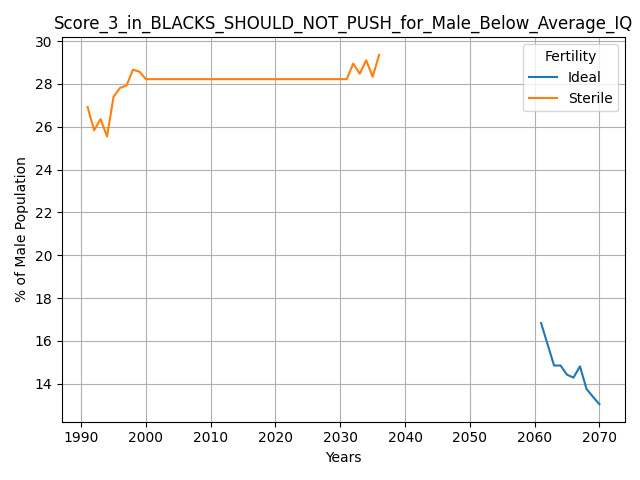 Score_3_in_BLACKS_SHOULD_NOT_PUSH_for_Male_Below_Average_IQ
% of Male Population
30
28
26
24
22
20
18
16
14
Fertility
Ideal
Sterile
1990 2000 2010 2020 2030 2040 2050 2060 2070
Years